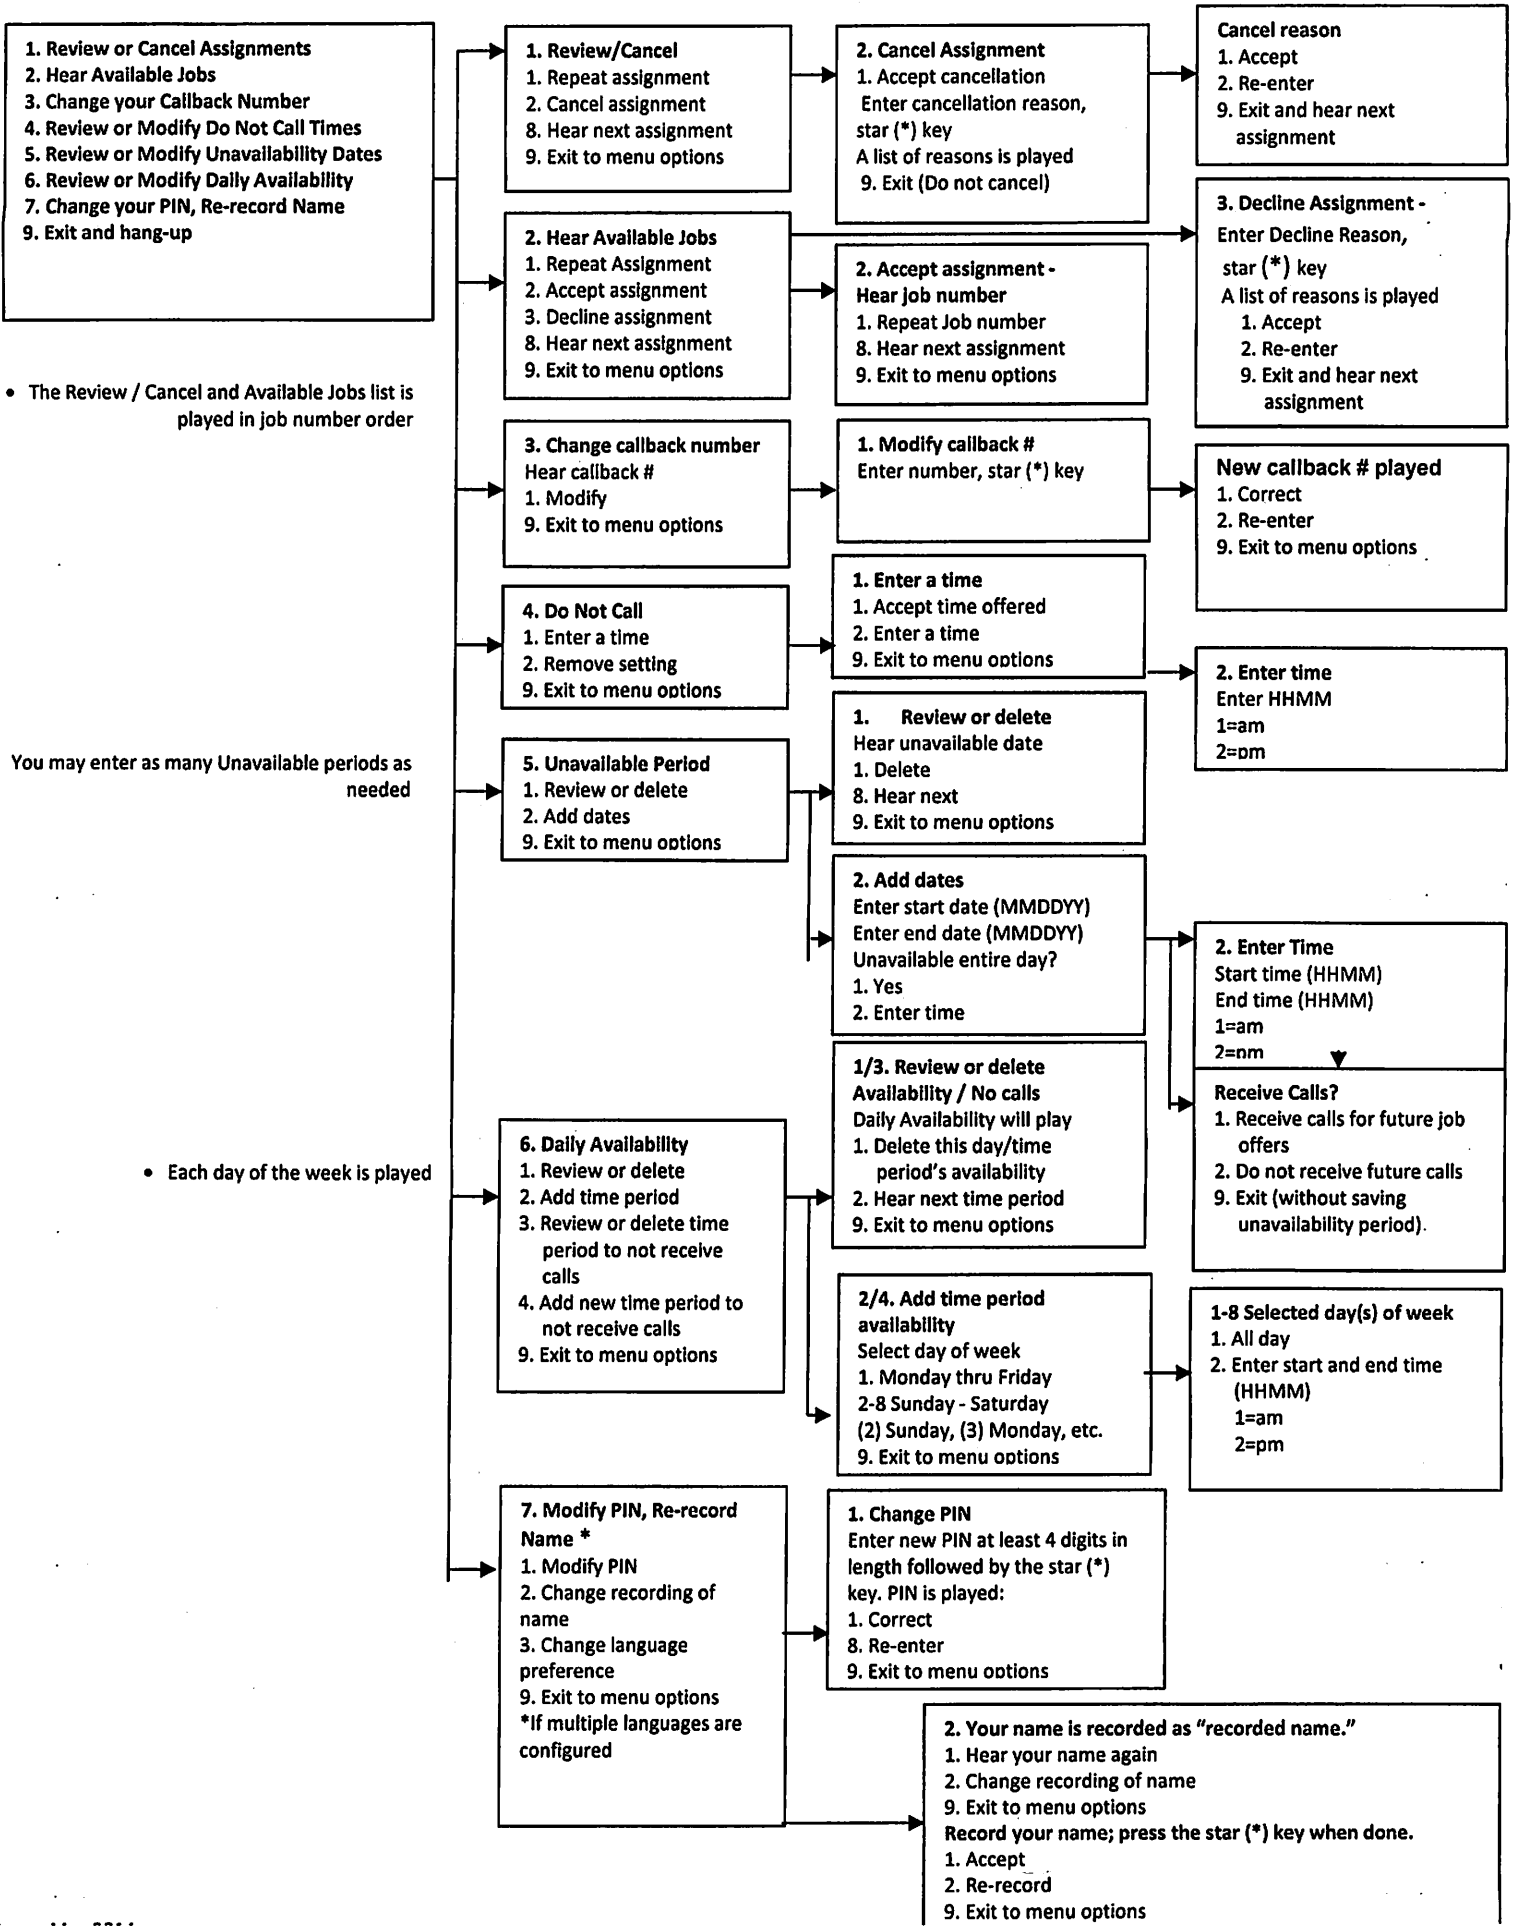 1. Review or Cancel Assignments
2. Hear Available Jobs
3. Change your Callback Number
4. Review or Modify Do Not Call Times
5. Review or Modify Unavailability Dates
6. Review or Modify Daily Availability
7. Change your PIN, Re-record Name
9. Exit and hang-up
1. Review/Cancel
1. Repeat assignment
2. Cancel assignment
8. Hear next assignment
9. Exit to menu options
2. Cancel Assignment
1. Accept cancellation
Enter cancellation reason,
star (*) key
A list of reasons is played
9. Exit (Do not cancel)
Cancel reason
1. Accept
2. Re-enter
9. Exit and hear next
assignment
2. Hear Available Jobs
1. Repeat Assignment
2. Accept assignment
3. Decline assignment
8. Hear next assignment
9. Exit to menu options
2. Accept assignment -
Hear job number
1. Repeat Job number
8. Hear next assignment
9. Exit to menu options
3. Decline Assignment -
Enter Decline Reason,
star (*) key
A list of reasons is played
1. Accept
2. Re-enter
9. Exit and hear next
assignment
• The Review / Cancel and Available Jobs list is
played in job number order
3. Change callback number
Hear callback #
1. Modify
9. Exit to menu options
1. Modify callback #
Enter number, star (*) key
New callback # played
1. Correct
2. Re-enter
9. Exit to menu options
4. Do Not Call
1. Enter a time
2. Remove setting
9. Exit to menu options
1. Enter a time
1. Accept time offered
2. Enter a time
9. Exit to menu options
2. Enter time
Enter HHMM
1=am
2=pm
You may enter as many Unavailable periods as
needed
5. Unavailable Period
1. Review or delete
2. Add dates
9. Exit to menu options
1. Review or delete
Hear unavailable date
1. Delete
8. Hear next
9. Exit to menu options
2. Add dates
Enter start date (MMDDYY)
Enter end date (MMDDYY)
Unavailable entire day?
1. Yes
2. Enter time
2. Enter Time
Start time (HHMM)
End time (HHMM)
1=am
2=pm
Receive Calls?
1. Receive calls for future job
offers
2. Do not receive future calls
9. Exit (without saving
unavailability period).
• Each day of the week is played
6. Daily Availability
1. Review or delete
2. Add time period
3. Review or delete time
period to not receive
calls
4. Add new time period to
not receive calls
9. Exit to menu options
1/3. Review or delete
Availability / No calls
Daily Availability will play
1. Delete this day/time
period's availability
2. Hear next time period
9. Exit to menu options
2/4. Add time period
availability
Select day of week
1. Monday thru Friday
2-8 Sunday - Saturday
(2) Sunday, (3) Monday, etc.
9. Exit to menu options
1-8 Selected day(s) of week
1. All day
2. Enter start and end time
(HHMM)
1=am
2=pm
7. Modify PIN, Re-record
Name *
1. Modify PIN
2. Change recording of
name
3. Change language
preference
9. Exit to menu options
*If multiple languages are
configured
1. Change PIN
Enter new PIN at least 4 digits in
length followed by the star (*)
key. PIN is played:
1. Correct
8. Re-enter
9. Exit to menu options
2. Your name is recorded as "recorded name."
1. Hear your name again
2. Change recording of name
9. Exit to menu options
Record your name; press the star (*) key when done.
1. Accept
2. Re-record
9. Exit to menu options